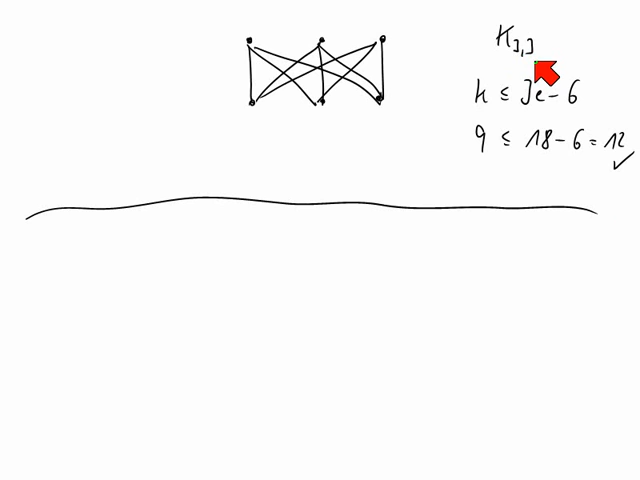 K3,3
k ≤ 3e - 6
9 ≤ 18 - 6 = 12 ✓